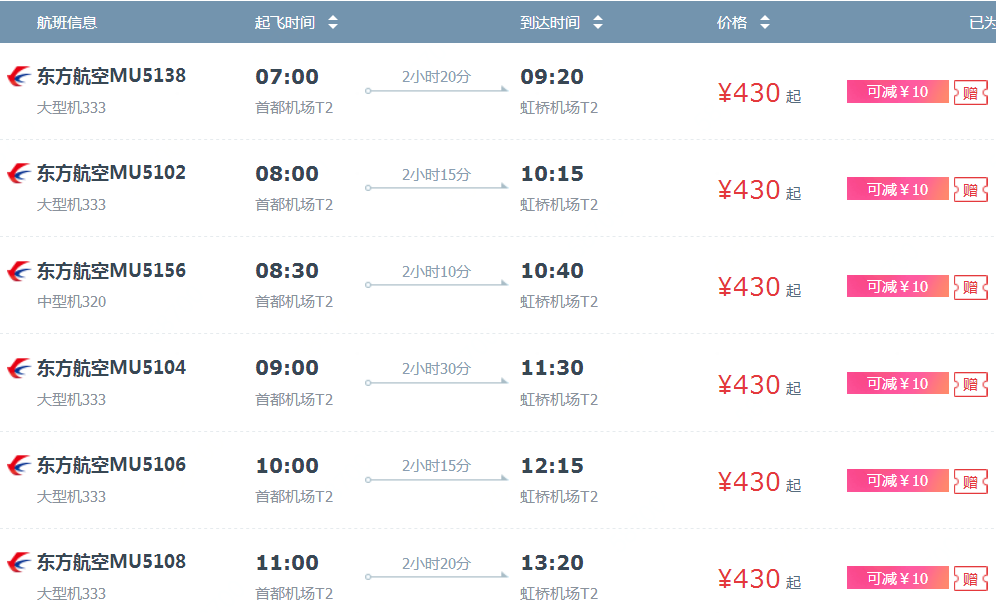 航班信息 起飞时间 到达时间 价格 已为
东方航空MU5138 07:00 2小时20分 09:20 ¥430 起 可减¥10 赠
大型机333 首都机场T2 虹桥机场T2
东方航空MU5102 08:00 2小时15分 10:15 ¥430 起 可减¥10 赠
大型机333 首都机场T2 虹桥机场T2
东方航空MU5156 08:30 2小时10分 10:40 ¥430 起 可减¥10 赠
中型机320 首都机场T2 虹桥机场T2
东方航空MU5104 09:00 2小时30分 11:30 ¥430 起 可减¥10 赠
大型机333 首都机场T2 虹桥机场T2
东方航空MU5106 10:00 2小时15分 12:15 ¥430 起 可减¥10 赠
大型机333 首都机场T2 虹桥机场T2
东方航空MU5108 11:00 2小时20分 13:20 ¥430 起 可减¥10 赠
大型机333 首都机场T2 虹桥机场T2